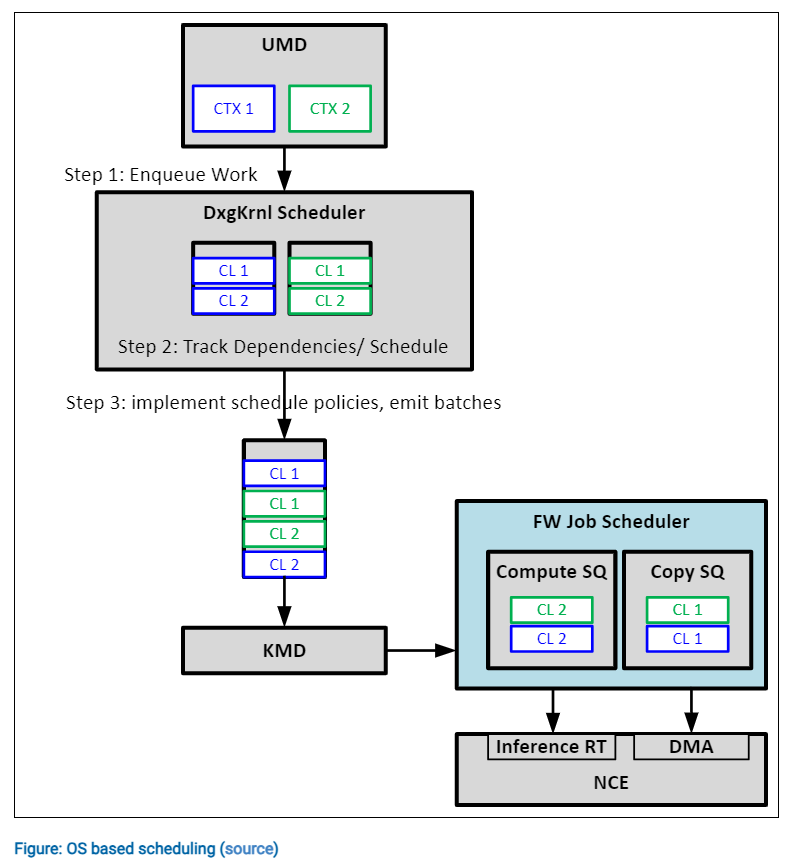 UMD
CTX 1 CTX 2
Step 1: Enqueue Work
DxgKrnl Scheduler
CL 1 CL 1
CL 2 CL 2
Step 2: Track Dependencies/ Schedule
Step 3: implement schedule policies, emit batches
CL 1
CL 1
CL 2
CL 2
KMD
FW Job Scheduler
Compute SQ Copy SQ
CL 2 CL 1
CL 2 CL 1
Inference RT DMA
NCE
Figure: OS based scheduling (source)